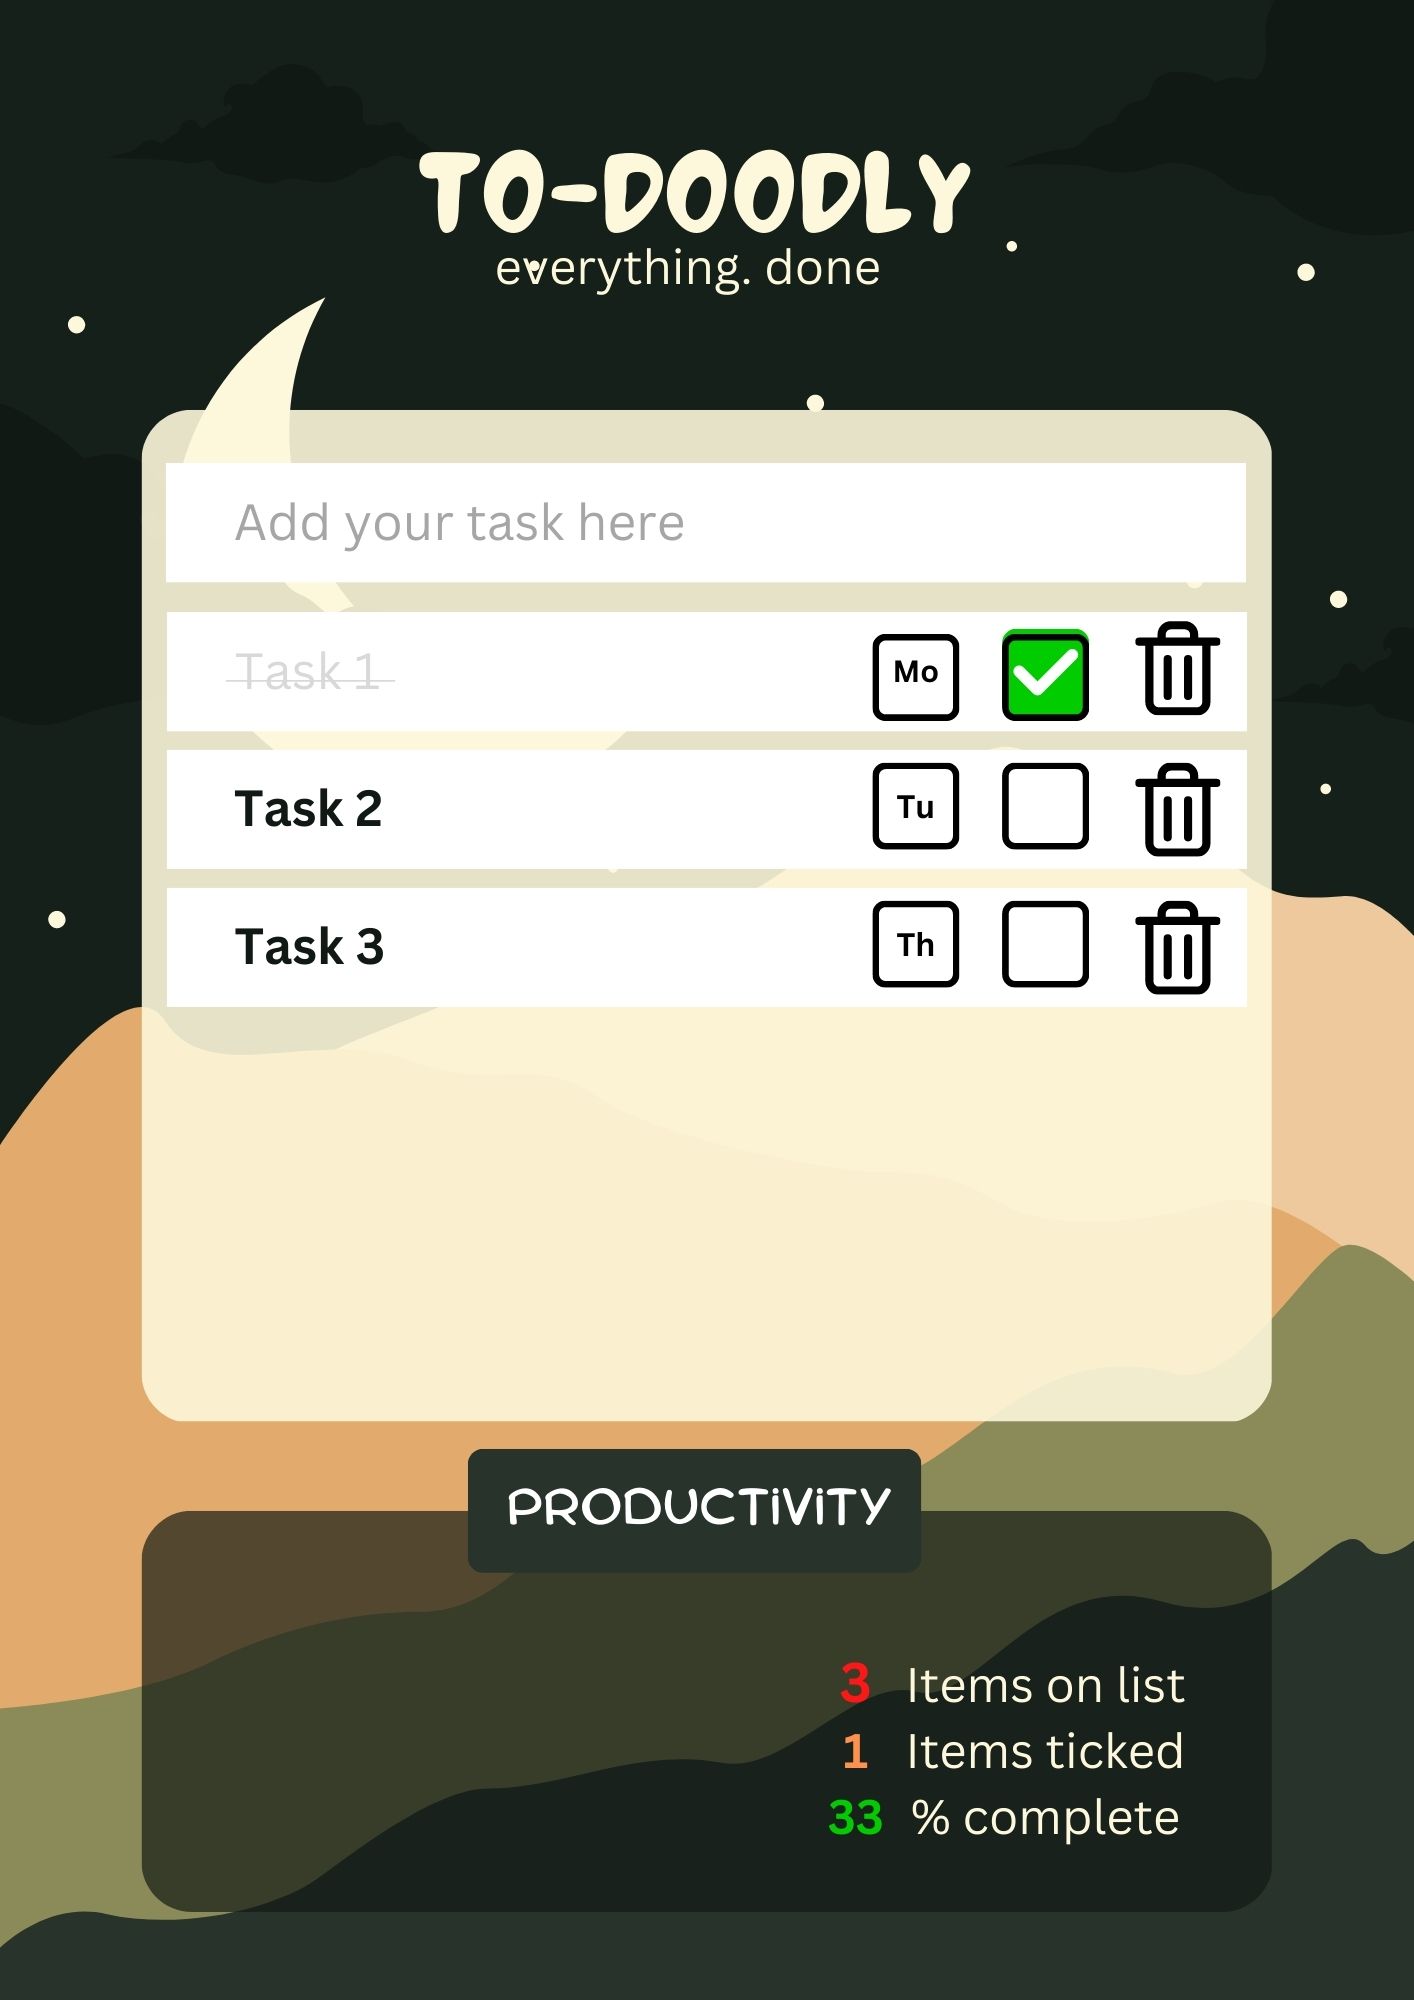 TO-DOODLY
everything. done
Add your task here
Task 1 Mo
Task 2 Tu
Task 3 Th
PRODUCTIVITY
3 Items on list
1 Items ticked
33 % complete